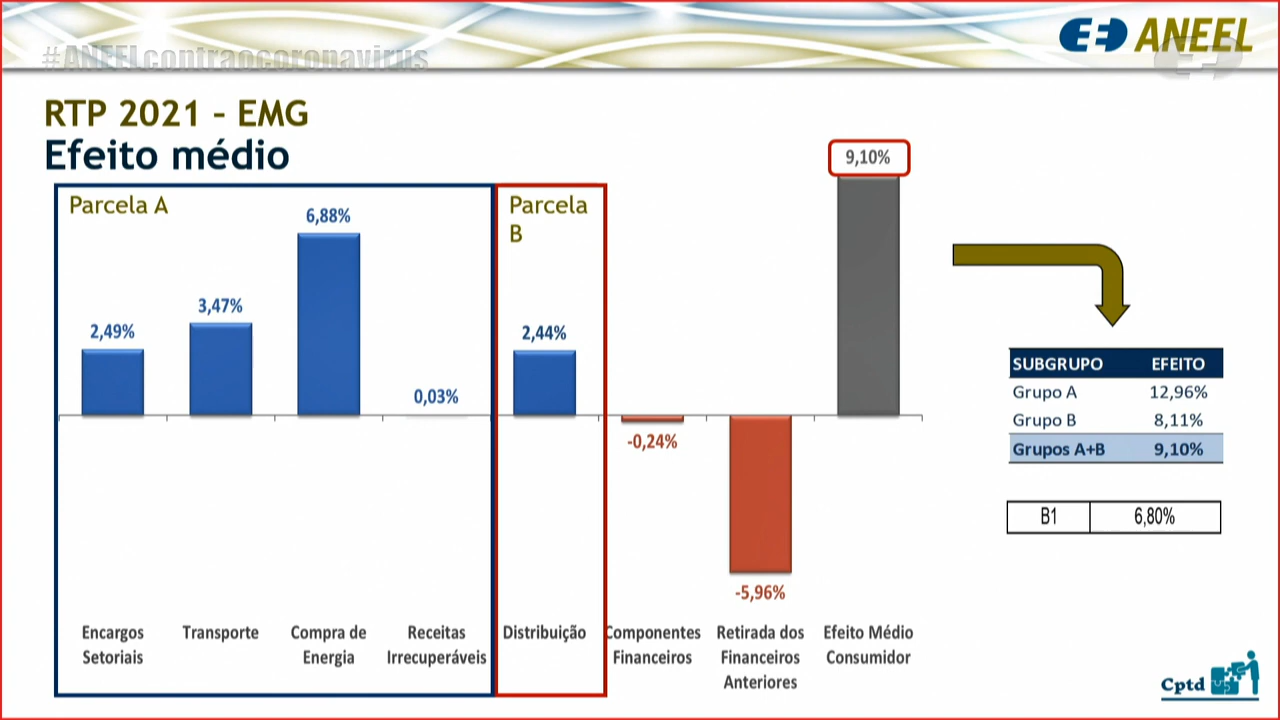 #ANEELcontraocoronavirus
ANEEL
RTP 2021 – EMG
Efeito médio
Parcela A
Parcela
B
2,49%
3,47%
6,88%
0,03%
2,44%
-0,24%
-5,96%
9,10%
Encargos
Setoriais
Transporte
Compra de
Energia
Receitas
Irrecuperáveis
Distribuição
Componentes
Financeiros
Retirada dos
Financeiros
Anteriores
Efeito Médio
Consumidor
SUBGRUPO EFEITO
Grupo A 12,96%
Grupo B 8,11%
Grupos A+B 9,10%
B1 6,80%
Cptd